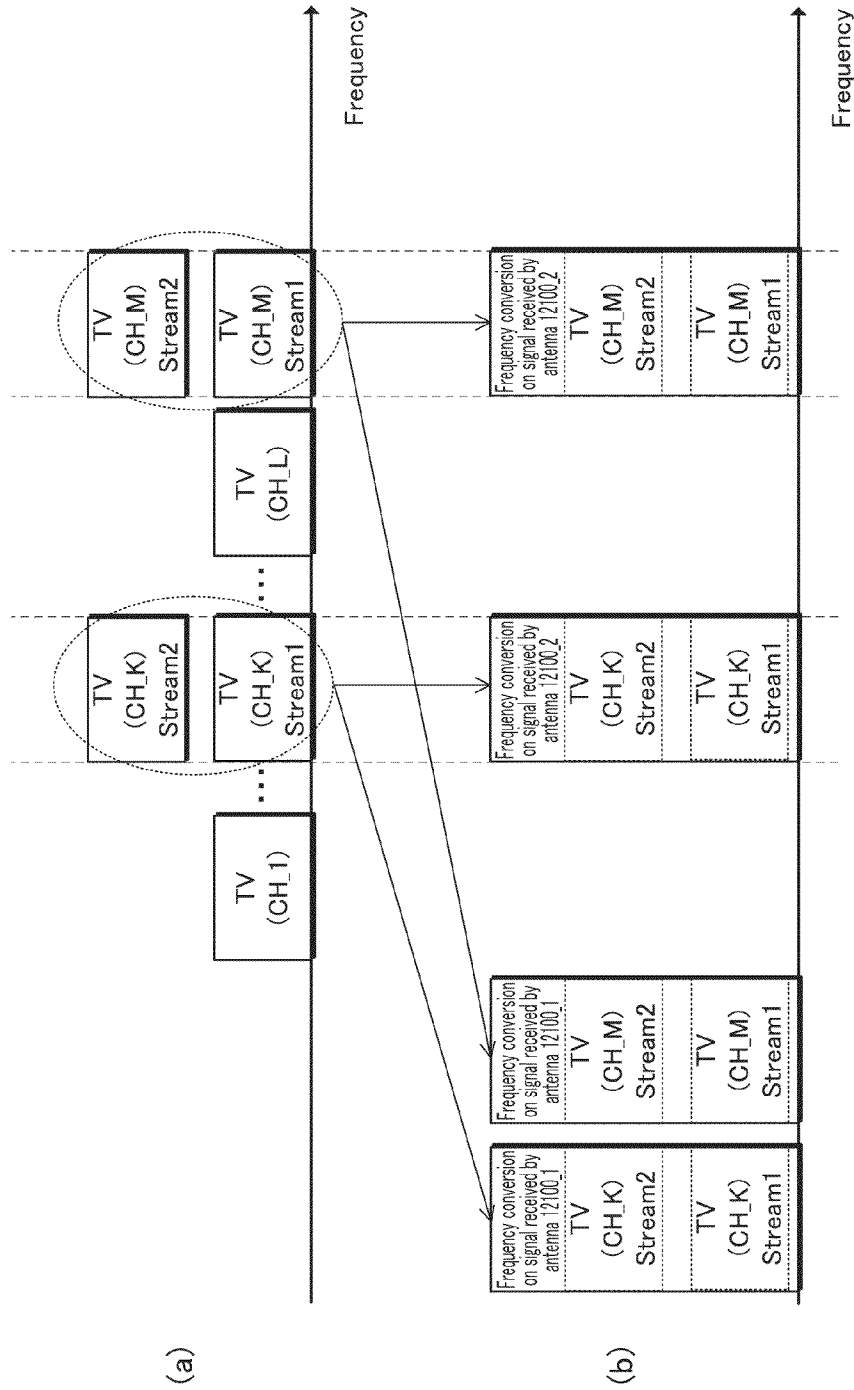 (a)
TV
(CH_1)
TV
(CH_K)
Stream2
TV
(CH_K)
Stream1
TV
(CH_L)
TV
(CH_M)
Stream2
TV
(CH_M)
Stream1
Frequency
(b)
Frequency conversion
on signal received by
antenna 12100_1
TV
(CH_K)
Stream2
TV
(CH_K)
Stream1
Frequency conversion
on signal received by
antenna 12100_1
TV
(CH_M)
Stream2
TV
(CH_M)
Stream1
Frequency conversion
on signal received by
antenna 12100_2
TV
(CH_K)
Stream2
TV
(CH_K)
Stream1
Frequency conversion
on signal received by
antenna 12100_2
TV
(CH_M)
Stream2
TV
(CH_M)
Stream1
Frequency